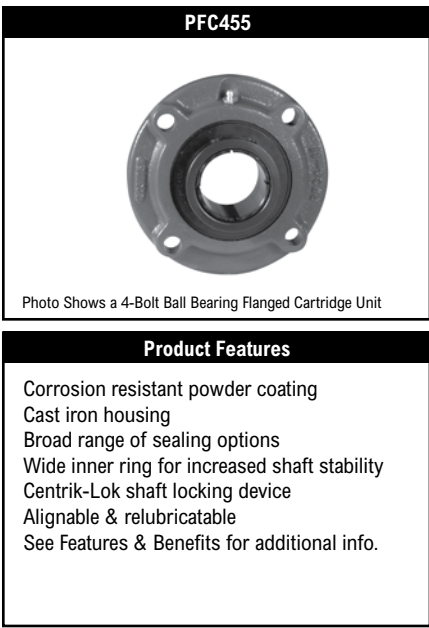 PFC455
Photo Shows a 4-Bolt Ball Bearing Flanged Cartridge Unit
Product Features
Corrosion resistant powder coating
Cast iron housing
Broad range of sealing options
Wide inner ring for increased shaft stability
Centrik-Lok shaft locking device
Alignable & relubricatable
See Features & Benefits for additional info.